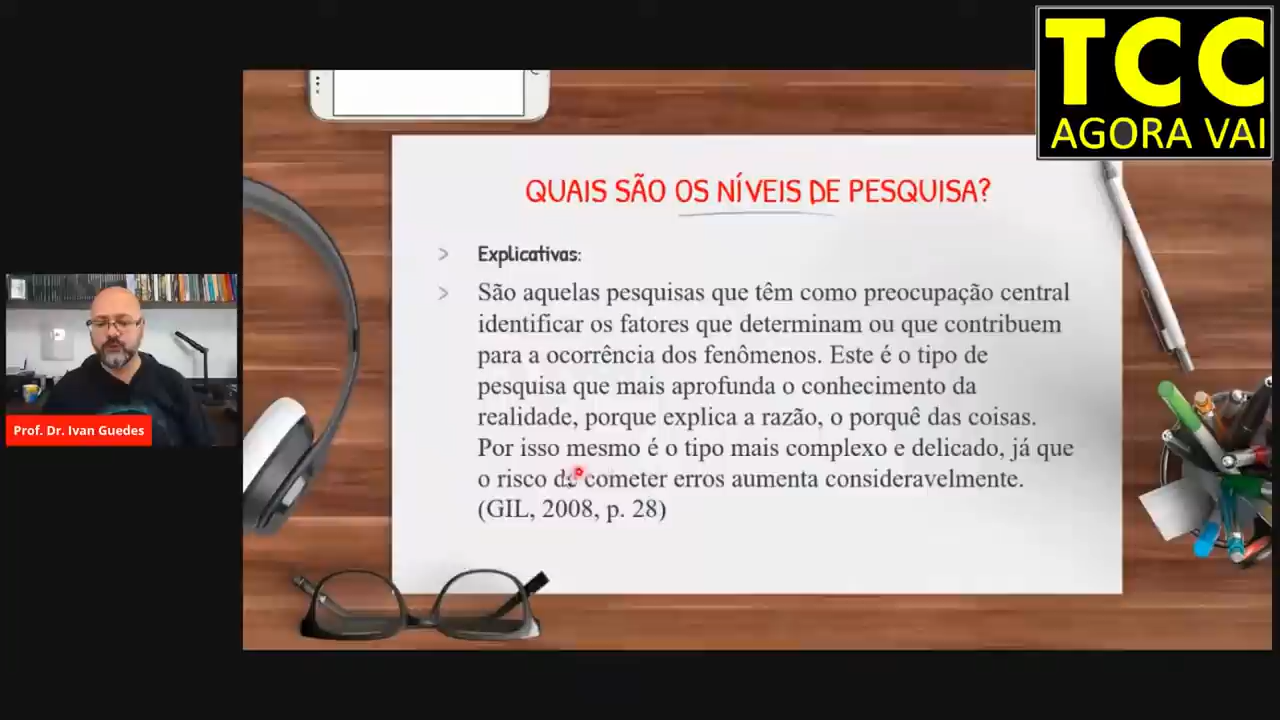 TCC
AGORA VAI
QUAIS SÃO OS NÍVEIS DE PESQUISA?
Explicativas:
São aquelas pesquisas que têm como preocupação central
identificar os fatores que determinam ou que contribuem
para a ocorrência dos fenômenos. Este é o tipo de
pesquisa que mais aprofunda o conhecimento da
realidade, porque explica a razão, o porquê das coisas.
Por isso mesmo é o tipo mais complexo e delicado, já que
o risco de cometer erros aumenta consideravelmente.
(GIL, 2008, p. 28)
Prof. Dr. Ivan Guedes